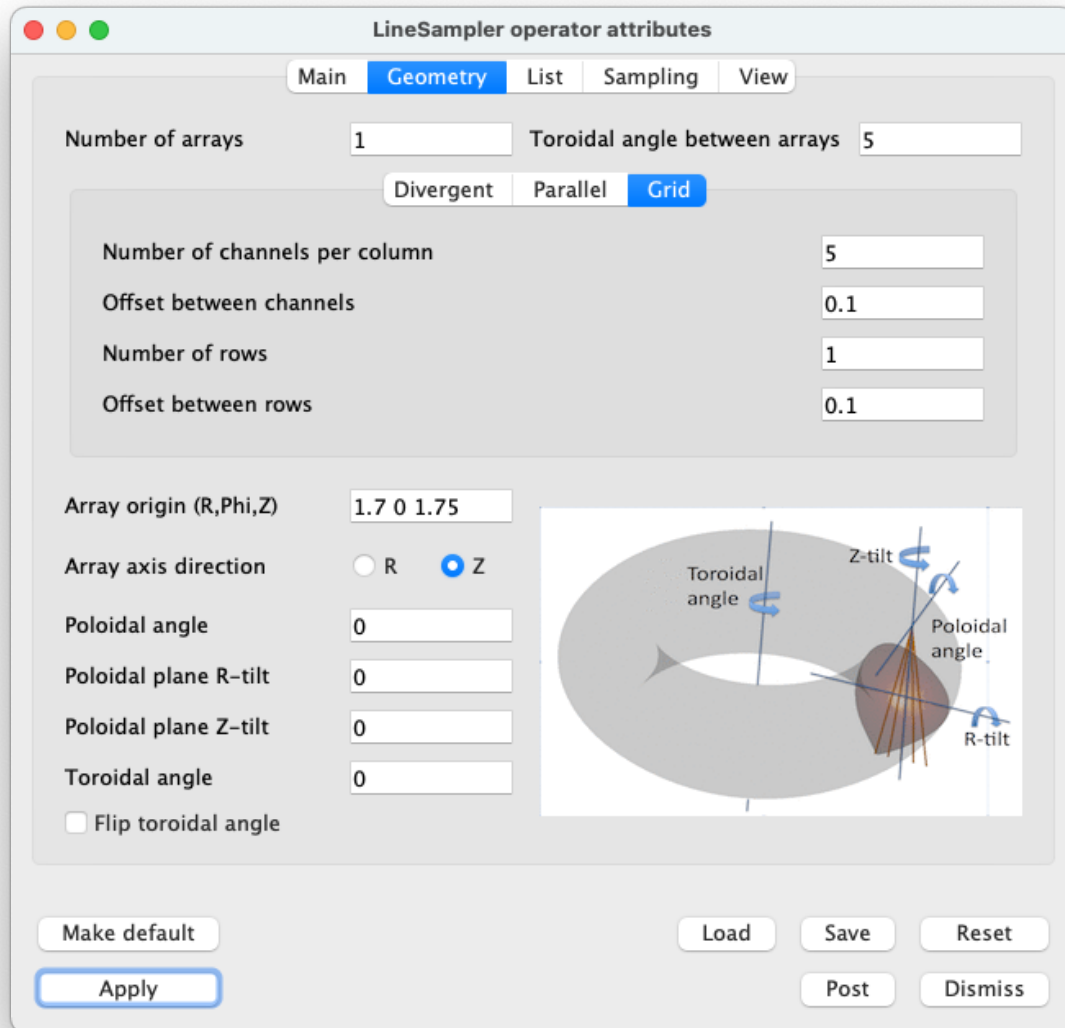 LineSampler operator attributes
Main Geometry List Sampling View
Number of arrays 1 Toroidal angle between arrays 5
Divergent Parallel Grid
Number of channels per column 5
Offset between channels 0.1
Number of rows 1
Offset between rows 0.1
Array origin (R,Phi,Z) 1.7 0 1.75
Array axis direction R Z
Poloidal angle 0
Poloidal plane R-tilt 0
Poloidal plane Z-tilt 0
Toroidal angle 0
Flip toroidal angle
Toroidal
angle
Z-tilt
Poloidal
angle
R-tilt
Make default Load Save Reset
Apply Post Dismiss